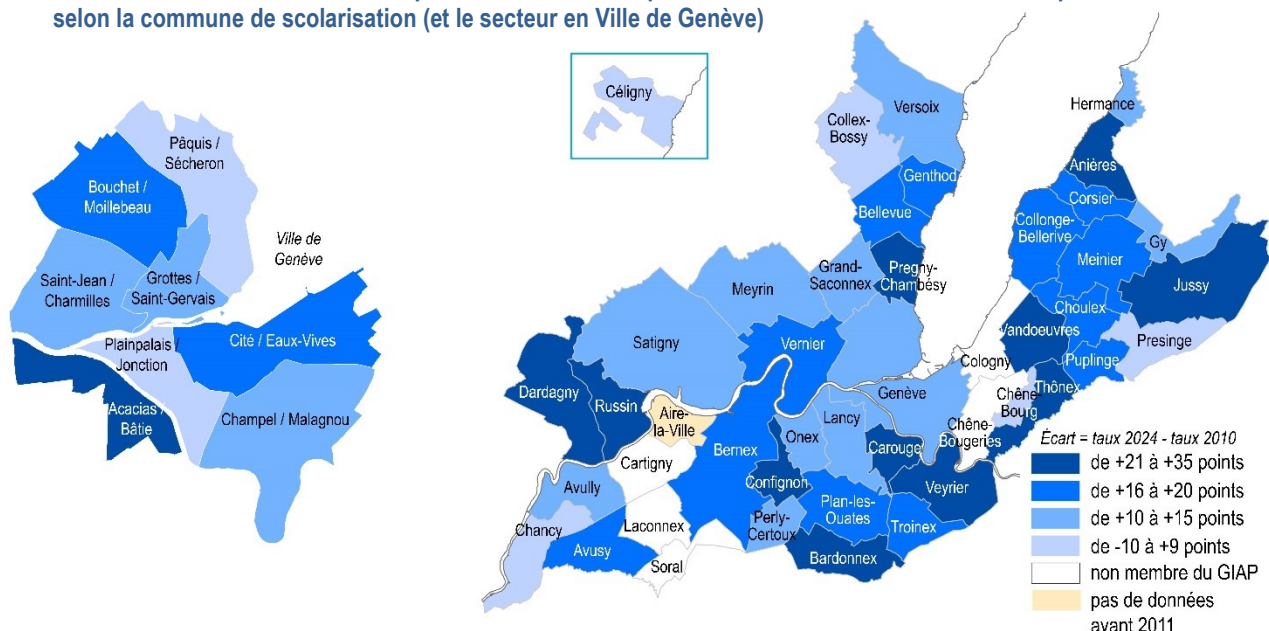 selon la commune de scolarisation (et le secteur en Ville de Genève)
Céligny
Pâquis /
Sécheron
Bouchet /
Moillebeau
Ville de
Genève
Saint-Jean /
Charmilles
Grottes /
Saint-Gervais
Plainpalais /
Jonction
Cité / Eaux-Vives
Acacias /
Bâtie
Champel / Malagnou
Hermance
Versoix
Collex-
Bossy
Anières
Genthod
Corsier
Bellevue
Collonge-
Bellerive
Gy
Meinier
Grand-
Saconnex
Pregny-
Chambésy
Meyrin
Jussy
Choulex
Vandoeuvres
Satigny
Vernier
Presinge
Cologny
Puplinge
Dardagny
Russin
Genève
Thônex
Chêne-
Bourg
Aire-
la-Ville
Lancy
Chêne-
Bougeries
Onex
Carouge
Bernex
Cartigny
Confignon
Veyrier
Avully
Plan-les-
Ouates
Perly-
Certoux
Chancy
Laconnex
Troinex
Avusy
Bardonnex
Soral
Écart = taux 2024 - taux 2010
de +21 à +35 points
de +16 à +20 points
de +10 à +15 points
de -10 à +9 points
non membre du GIAP
pas de données
avant 2011